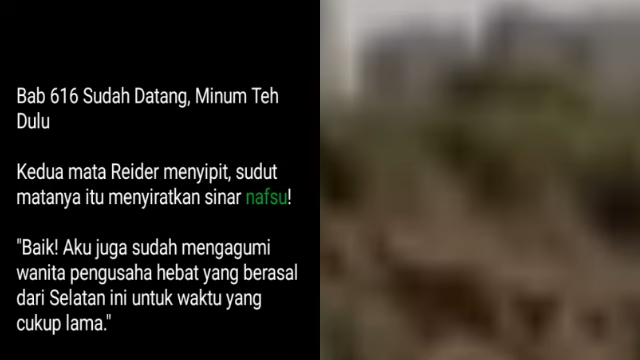 Bab 616 Sudah Datang, Minum Teh
Dulu
Kedua mata Reider menyipit, sudut
matanya itu menyiratkan sinar nafsu!
"Baik! Aku juga sudah mengagumi
wanita pengusaha hebat yang berasal
dari Selatan ini untuk waktu yang
cukup lama."